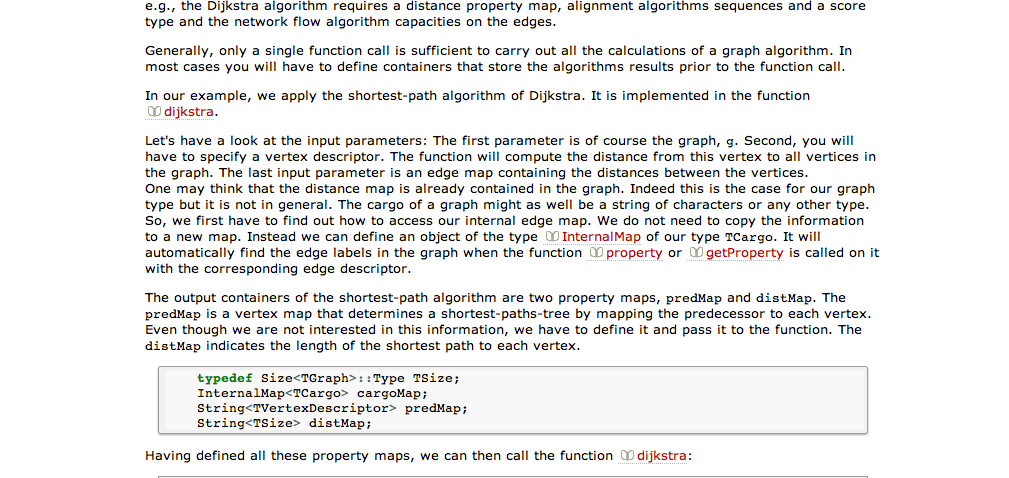 e.g., the Dijkstra algorithm requires a distance property map, alignment algorithms sequences and a score
type and the network flow algorithm capacities on the edges.
Generally, only a single function call is sufficient to carry out all the calculations of a graph algorithm. In
most cases you will have to define containers that store the algorithms results prior to the function call.
In our example, we apply the shortest-path algorithm of Dijkstra. It is implemented in the function
dijkstra.
Let's have a look at the input parameters: The first parameter is of course the graph, g. Second, you will
have to specify a vertex descriptor. The function will compute the distance from this vertex to all vertices in
the graph. The last input parameter is an edge map containing the distances between the vertices.
One may think that the distance map is already contained in the graph. Indeed this is the case for our graph
type but it is not in general. The cargo of a graph might as well be a string of characters or any other type.
So, we first have to find out how to access our internal edge map. We do not need to copy the information
to a new map. Instead we can define an object of the type InternalMap of our type TCargo. It will
automatically find the edge labels in the graph when the function property or getProperty is called on it
with the corresponding edge descriptor.
The output containers of the shortest-path algorithm are two property maps, predMap and distMap. The
predMap is a vertex map that determines a shortest-paths-tree by mapping the predecessor to each vertex.
Even though we are not interested in this information, we have to define it and pass it to the function. The
distMap indicates the length of the shortest path to each vertex.
typedef Size<TGraph>::Type TSize;
InternalMap<TCargo> cargoMap;
String<TVertexDescriptor> predMap;
String<TSize> distMap;
Having defined all these property maps, we can then call the function dijkstra: